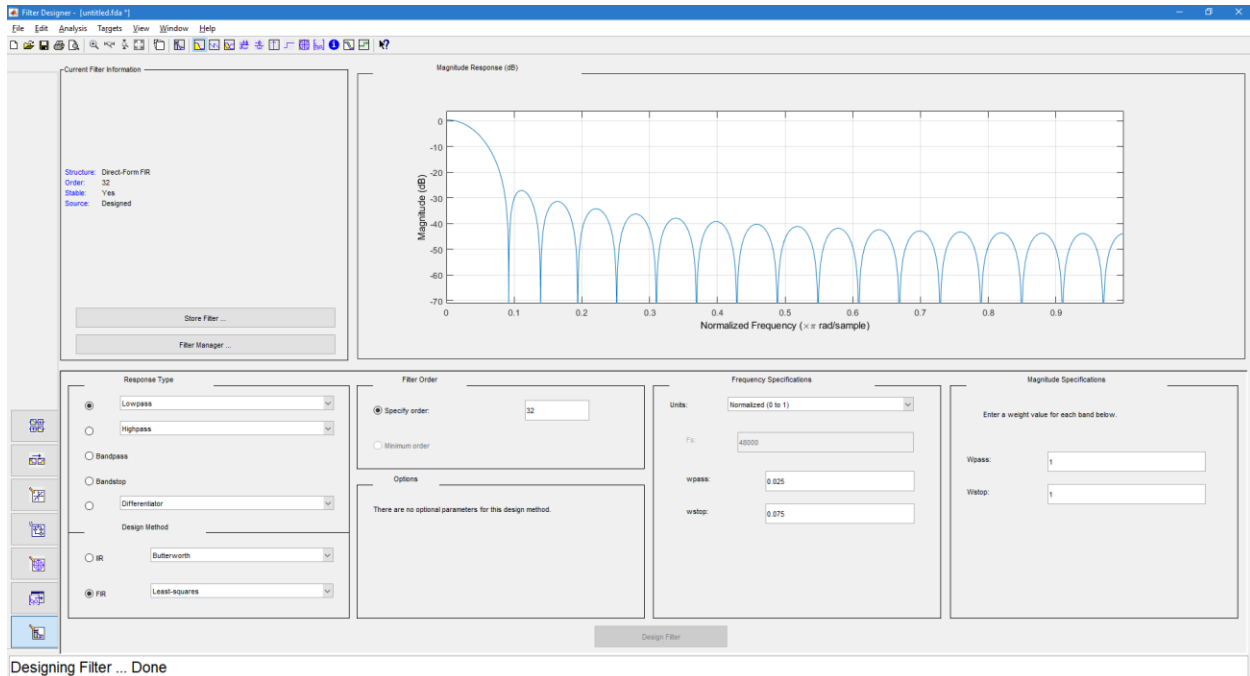 Filter Designer - [untitled.fda *]
File Edit Analysis Targets View Window Help
Current Filter Information
Structure: Direct-Form FIR
Order: 32
Stable: Yes
Source: Designed
Store Filter ...
Filter Manager ...
Magnitude Response (dB)
Magnitude (dB)
0
-10
-20
-30
-40
-50
-60
-70
0 0.1 0.2 0.3 0.4 0.5 0.6 0.7 0.8 0.9
Normalized Frequency (×π rad/sample)
Response Type
Lowpass
Highpass
Bandpass
Bandstop
Differentiator
Design Method
IIR Butterworth
FIR Least-squares
Filter Order
Specify order: 32
Minimum order
Options
There are no optional parameters for this design method.
Frequency Specifications
Units: Normalized (0 to 1)
Fs: 48000
wpass: 0.025
wstop: 0.075
Magnitude Specifications
Enter a weight value for each band below.
Wpass: 1
Wstop: 1
Design Filter
Designing Filter ... Done